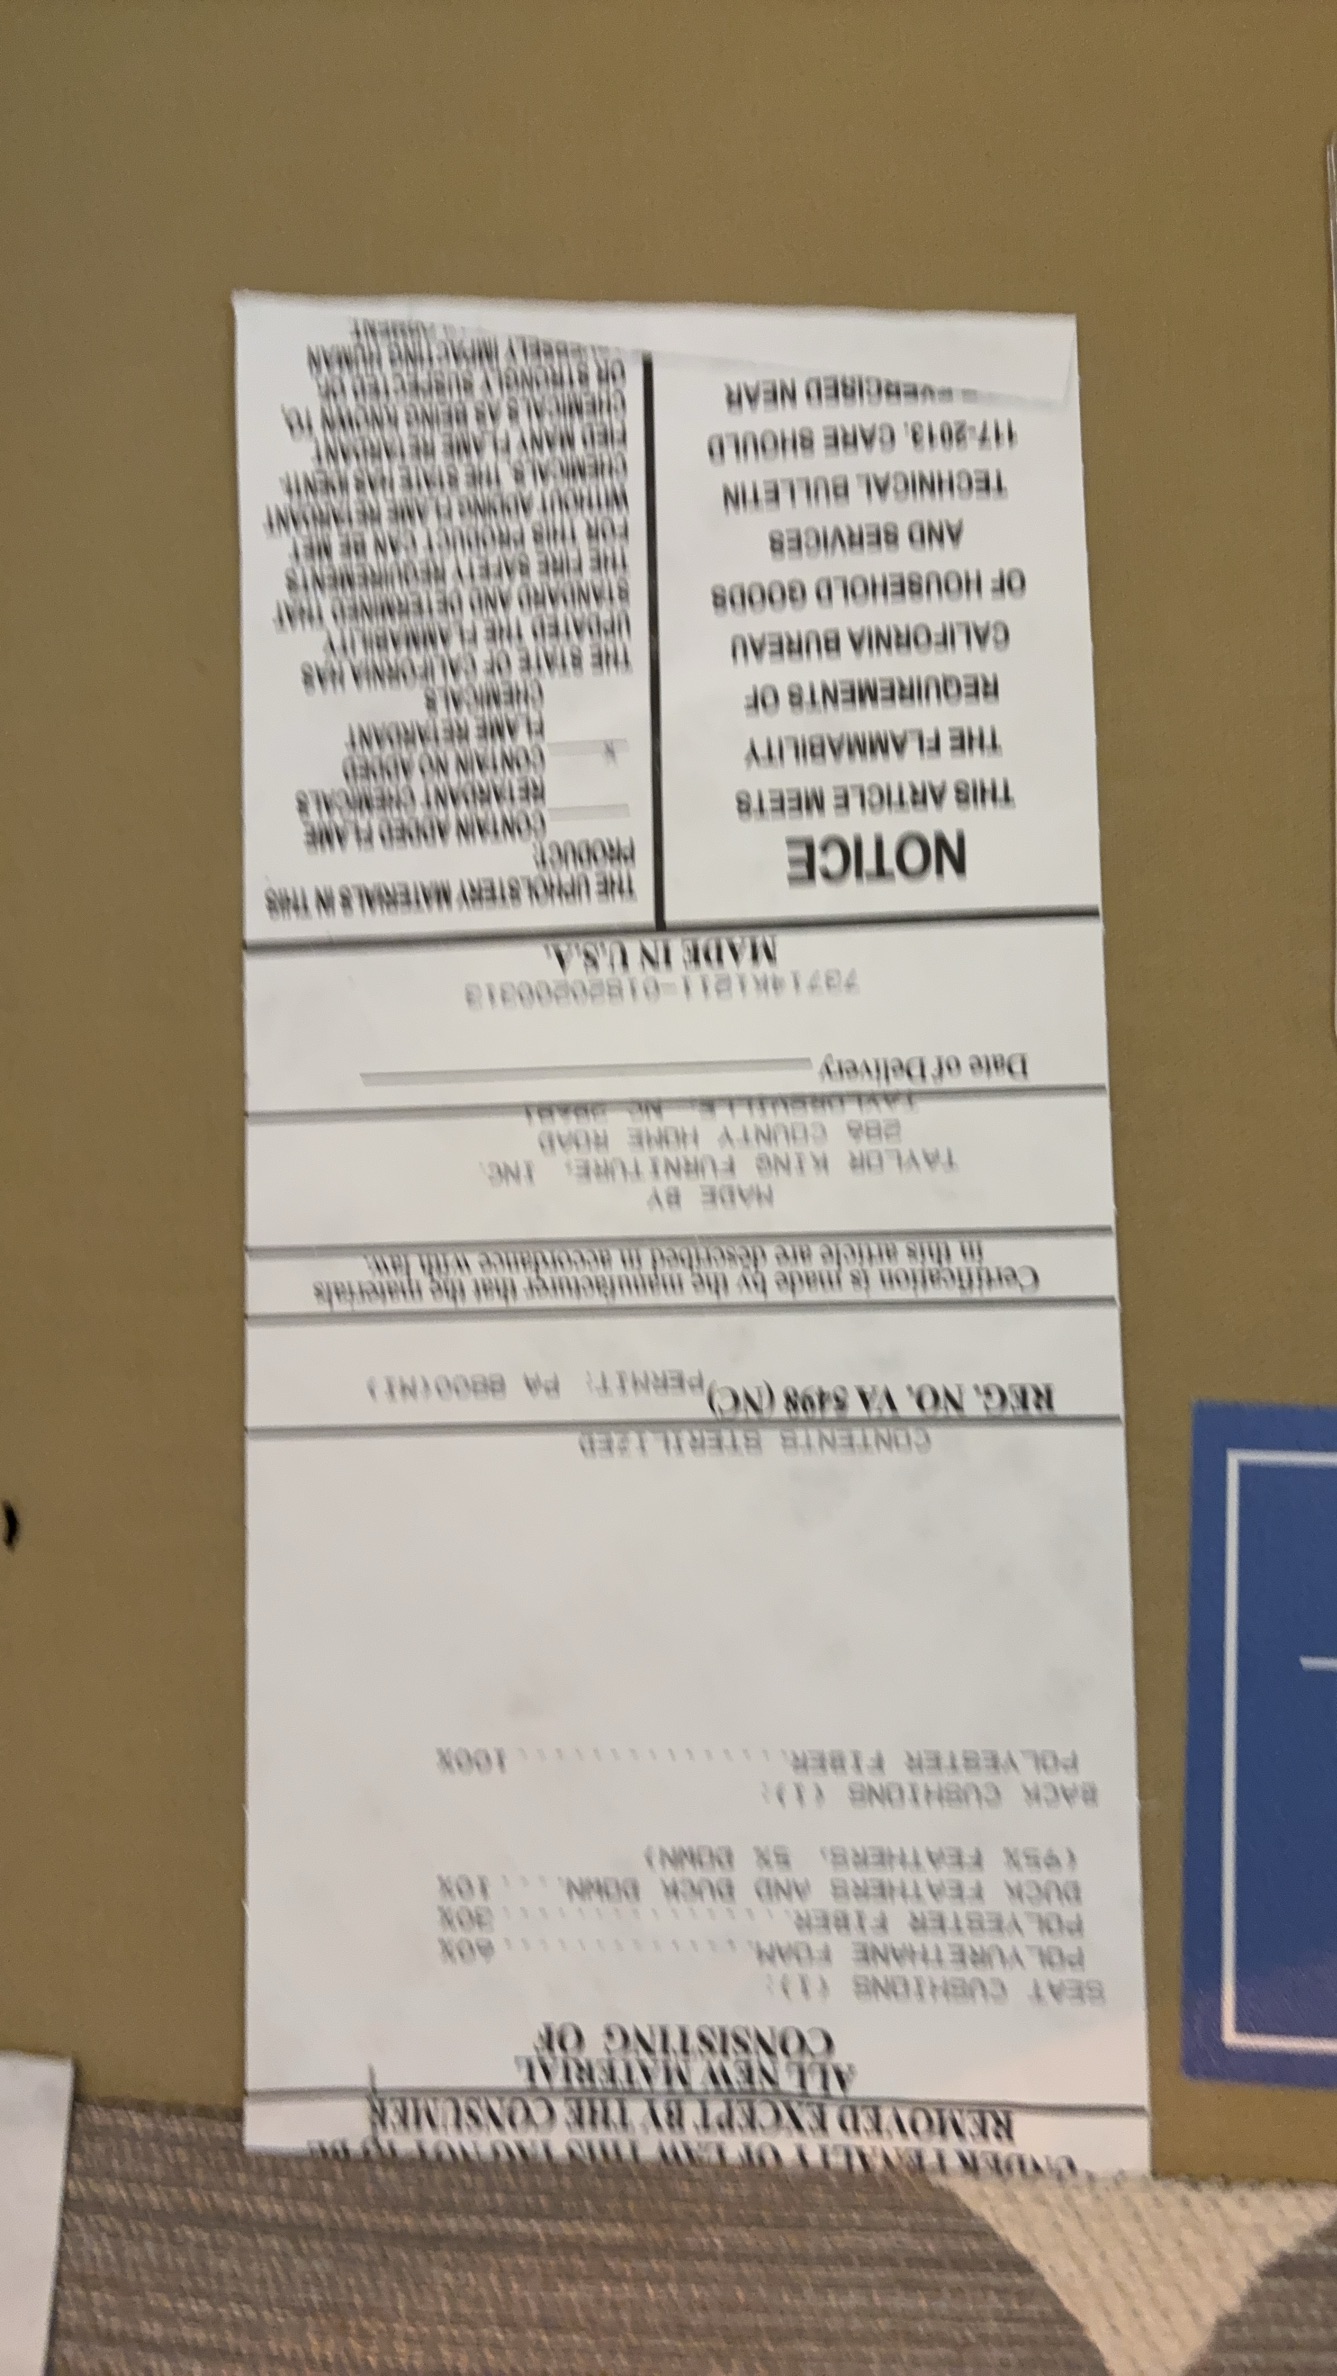 UNDER PENALTY OF LAW THIS TAG NOT TO BE
REMOVED EXCEPT BY THE CONSUMER
ALL NEW MATERIAL
CONSISTING OF
SEAT CUSHIONS (1):
POLYURETHANE FOAM..............60%
POLYESTER FIBER................30%
DUCK FEATHERS AND DUCK DOWN....10%
(95% FEATHERS, 5% DOWN)
BACK CUSHIONS (1):
POLYESTER FIBER................100%
CONTENTS STERILIZED
REG. NO. VA 5498 (NC) PERMIT: PA
Certification is made by the manufacturer that the materials
in this article are described in accordance with law.
MADE BY
TAYLOR KING FURNITURE, INC.
COUNTY HOME ROAD
TAYLORSVILLE, NC
Date of Delivery
73714K1211-01820200313
MADE IN U.S.A.
NOTICE
THIS ARTICLE MEETS
THE FLAMMABILITY
REQUIREMENTS OF
CALIFORNIA BUREAU
OF HOUSEHOLD GOODS
AND SERVICES
TECHNICAL BULLETIN
117-2013. CARE SHOULD
EXERCISED NEAR
THE UPHOLSTERY MATERIALS IN THIS
PRODUCT:
CONTAIN ADDED FLAME
RETARDANT CHEMICALS
X CONTAIN NO ADDED
FLAME RETARDANT
CHEMICALS
THE STATE OF CALIFORNIA HAS
UPDATED THE FLAMMABILITY
STANDARD AND DETERMINED THAT
THE FIRE SAFETY REQUIREMENTS
FOR THIS PRODUCT CAN BE MET
WITHOUT ADDING FLAME RETARDANT
CHEMICALS. THE STATE HAS IDENTI-
FIED MANY FLAME RETARDANT
CHEMICALS AS BEING KNOWN TO,
OR STRONGLY SUSPECTED OF,
IMPACTING HUMAN